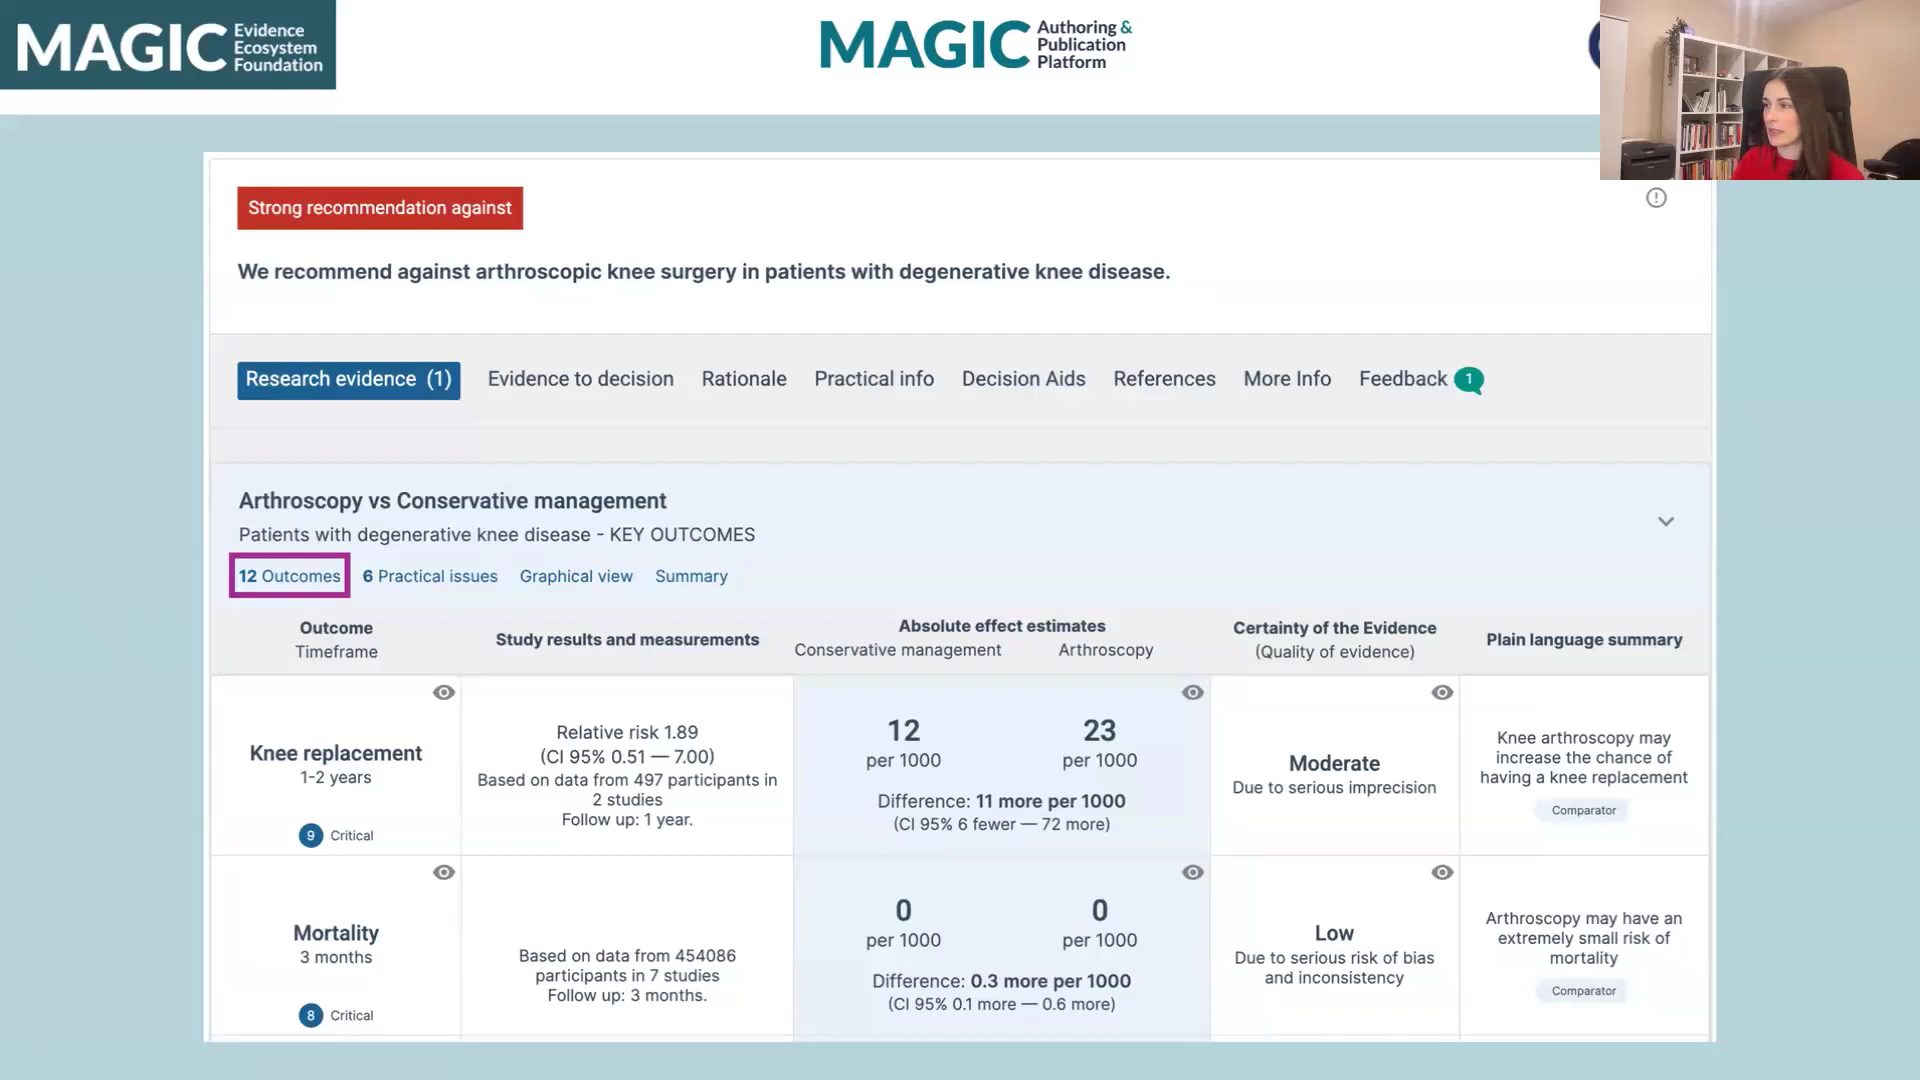 MAGIC Evidence Ecosystem Foundation
MAGIC Authoring & Publication Platform
Strong recommendation against
We recommend against arthroscopic knee surgery in patients with degenerative knee disease.
Research evidence (1) Evidence to decision Rationale Practical info Decision Aids References More Info Feedback 1
Arthroscopy vs Conservative management
Patients with degenerative knee disease - KEY OUTCOMES
12 Outcomes 6 Practical issues Graphical view Summary
Outcome
Timeframe
Study results and measurements
Absolute effect estimates
Conservative management Arthroscopy
Certainty of the Evidence
(Quality of evidence)
Plain language summary
Knee replacement
1-2 years
9 Critical
Relative risk 1.89
(CI 95% 0.51 — 7.00)
Based on data from 497 participants in
2 studies
Follow up: 1 year.
12 23
per 1000 per 1000
Difference: 11 more per 1000
(CI 95% 6 fewer — 72 more)
Moderate
Due to serious imprecision
Knee arthroscopy may
increase the chance of
having a knee replacement
Comparator
Mortality
3 months
8 Critical
Based on data from 454086
participants in 7 studies
Follow up: 3 months.
0 0
per 1000 per 1000
Difference: 0.3 more per 1000
(CI 95% 0.1 more — 0.6 more)
Low
Due to serious risk of bias
and inconsistency
Arthroscopy may have an
extremely small risk of
mortality
Comparator